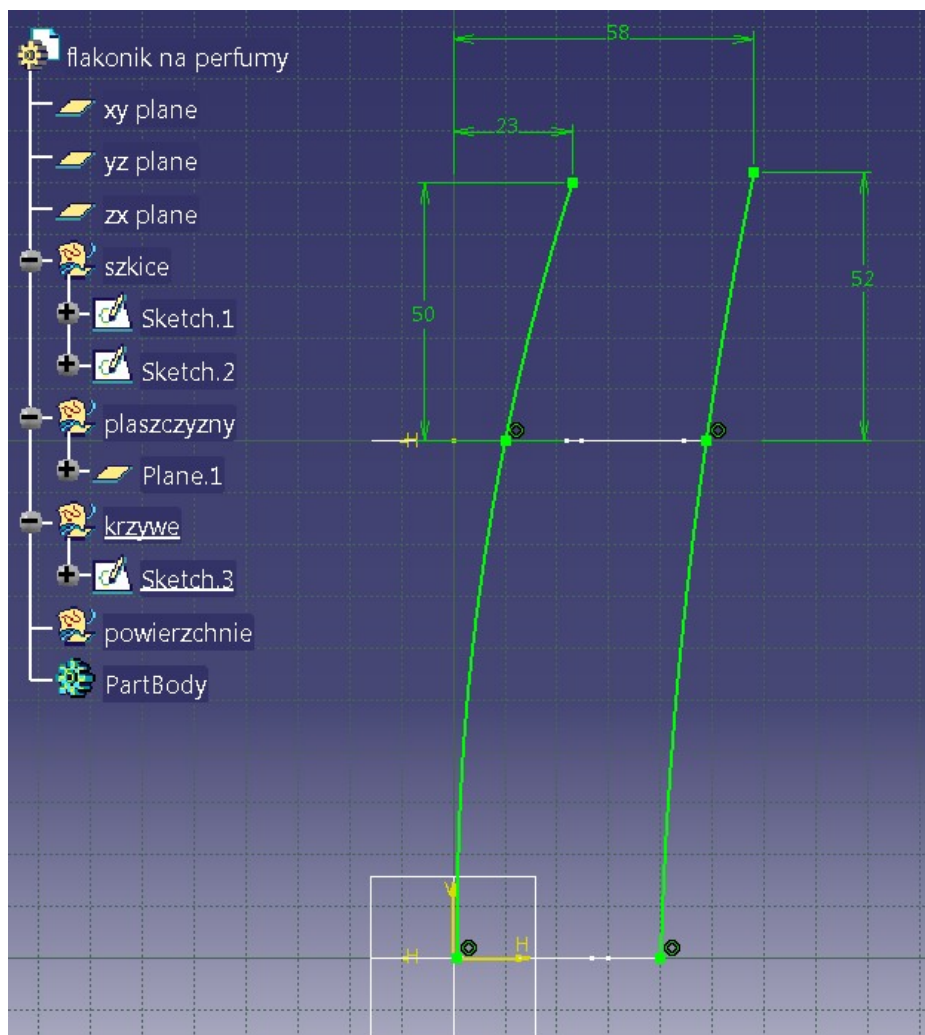 flakonik na perfumy
xy plane
yz plane
zx plane
szkice
Sketch.1
Sketch.2
plaszczyzny
Plane.1
krzywe
Sketch.3
powierzchnie
PartBody
58
23
50
52
H
V
H
H